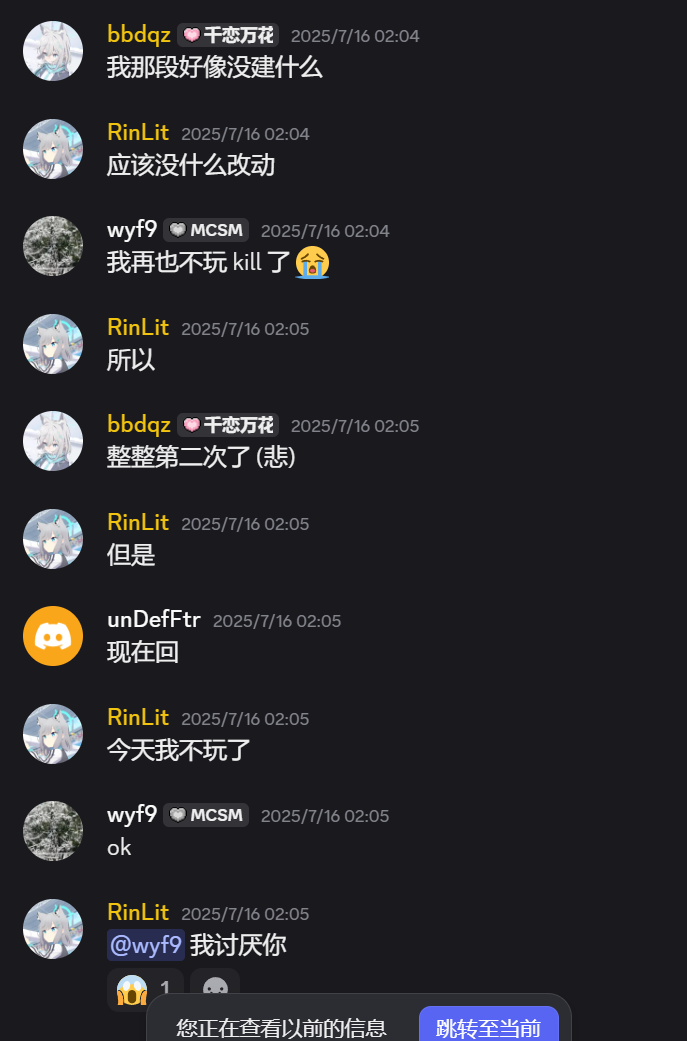 bbdqz 千恋万花 2025/7/16 02:04
我那段好像没建什么
RinLit 2025/7/16 02:04
应该没什么改动
wyf9 MCSM 2025/7/16 02:04
我再也不玩 kill 了😭
RinLit 2025/7/16 02:05
所以
bbdqz 千恋万花 2025/7/16 02:05
整整第二次了 (悲)
RinLit 2025/7/16 02:05
但是
unDefFtr 2025/7/16 02:05
现在回
RinLit 2025/7/16 02:05
今天我不玩了
wyf9 MCSM 2025/7/16 02:05
ok
RinLit 2025/7/16 02:05
@wyf9 我讨厌你
😱 1
您正在查看以前的信息 跳转至当前